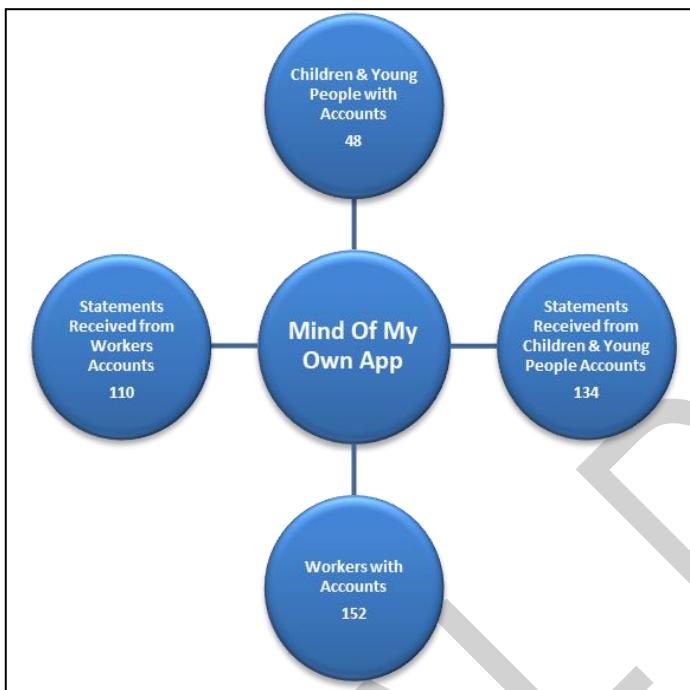 Children & Young
People with
Accounts
48
Statements
Received from
Workers
Accounts
110
Mind Of My
Own App
Statements
Received from
Children & Young
People Accounts
134
Workers with
Accounts
152